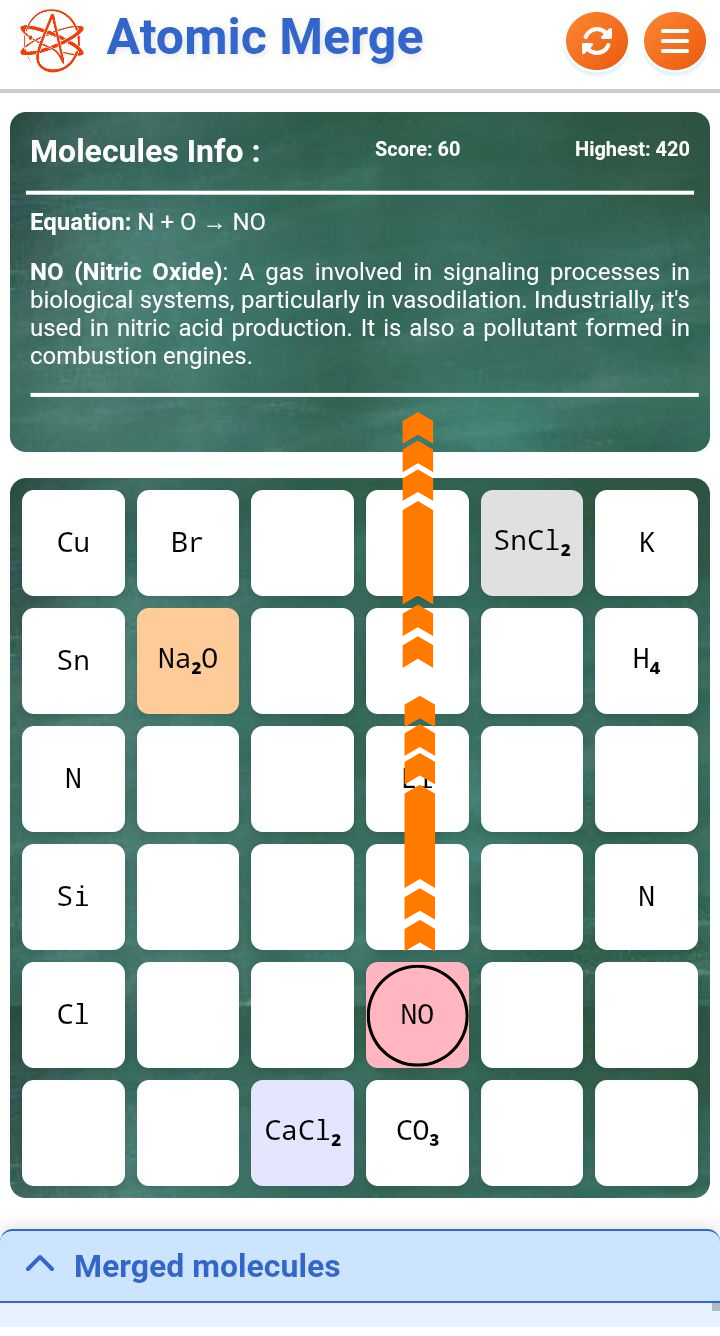 Atomic Merge
Molecules Info :
Score: 60
Highest: 420
Equation: N + O → NO
NO (Nitric Oxide): A gas involved in signaling processes in
biological systems, particularly in vasodilation. Industrially, it's
used in nitric acid production. It is also a pollutant formed in
combustion engines.
Cu Br SnCl₂ K
Sn Na₂O H₄
N
Si N
Cl NO
CaCl₂ CO₃
Merged molecules